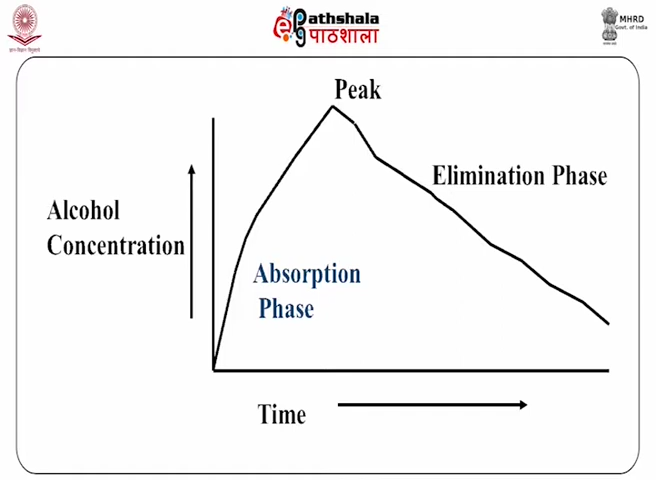 ePathshala
पाठशाला
MHRD
Govt. of India
Peak
Elimination Phase
Alcohol
Concentration
Absorption
Phase
Time